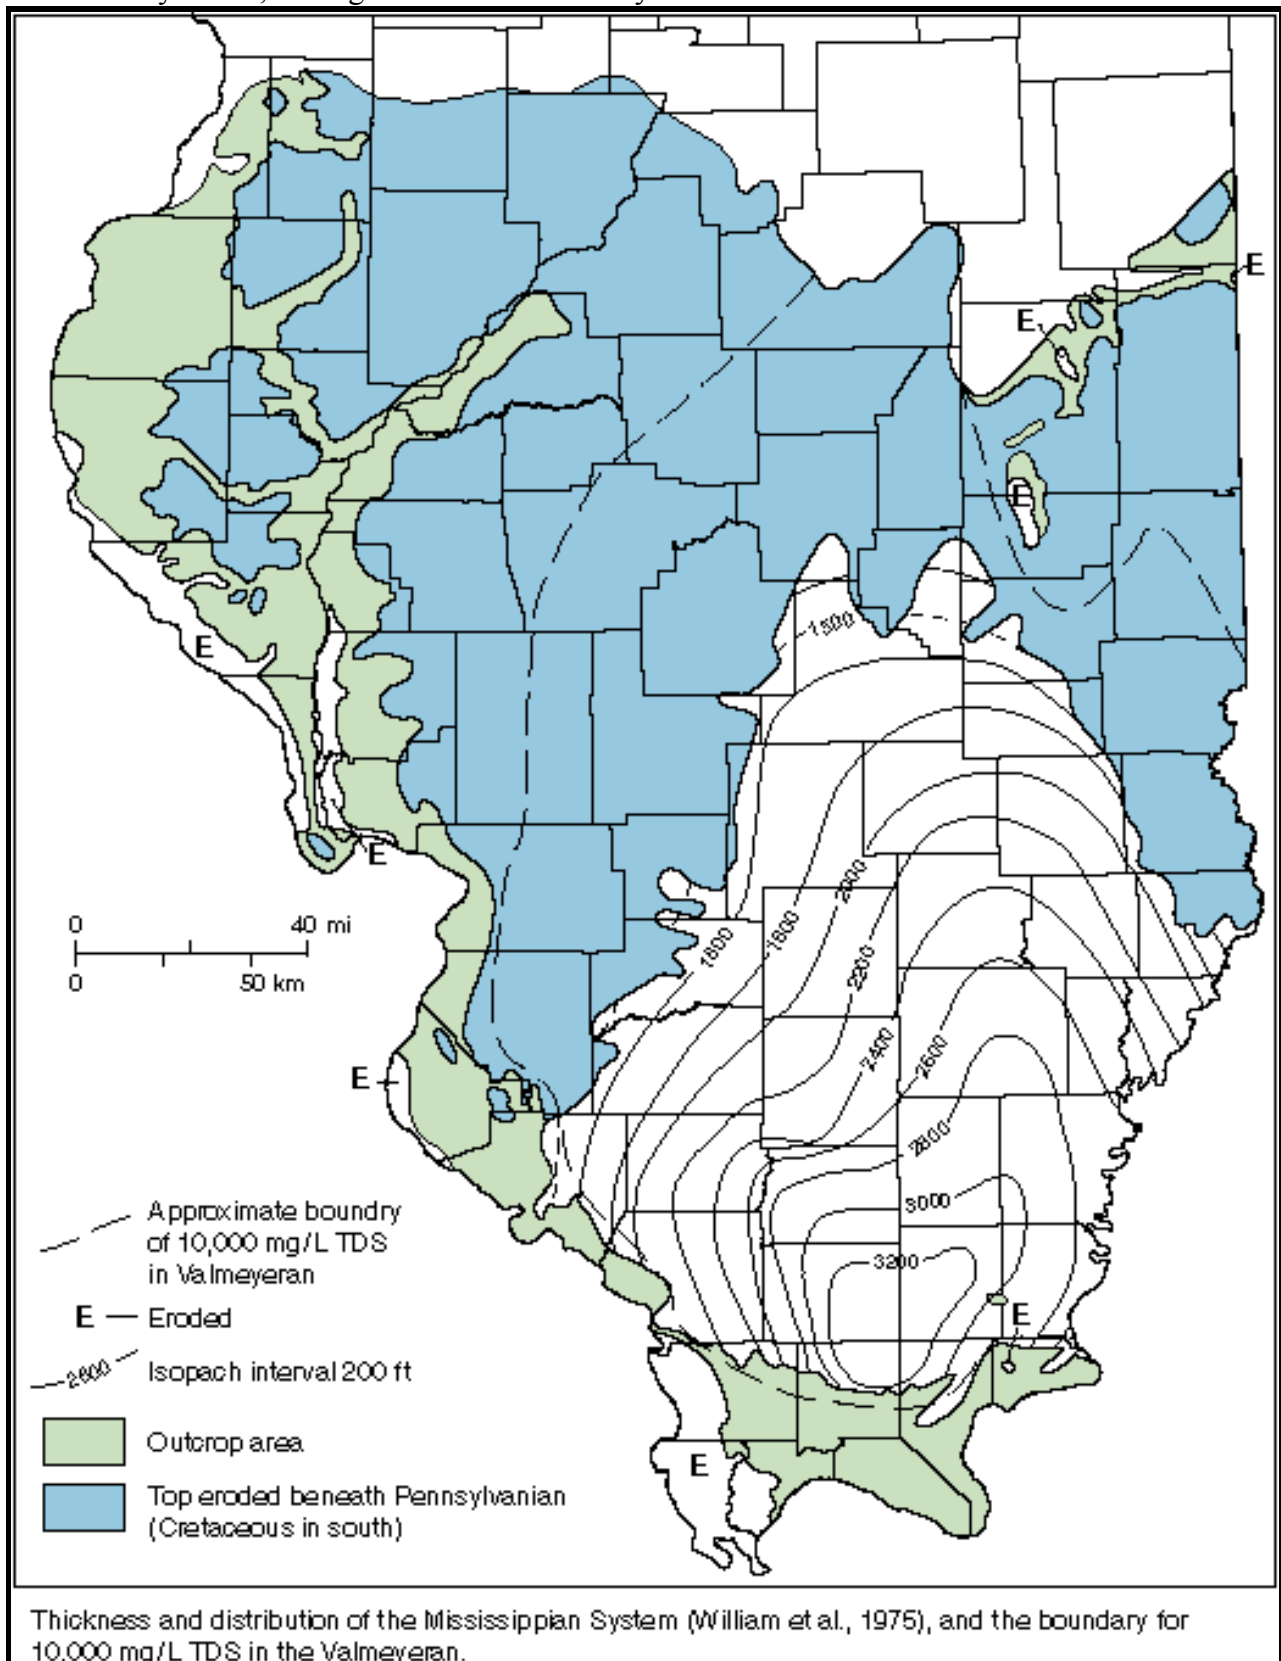 E
E
E
1500
E
E
2000
1800
1800
0 40 mi
2200
0 50 km
2400
2600
E
2800
Approximate boundry
of 10,000 mg/L TDS
in Valmeyeran
3000
3200
E — Eroded
E
2600 Isopach interval 200 ft
Outcrop area
E
Top eroded beneath Pennsylvanian
(Cretaceous in south)
Thickness and distribution of the Mississippian System (William et al., 1975), and the boundary for
10,000 mg/L TDS in the Valmeyeran.